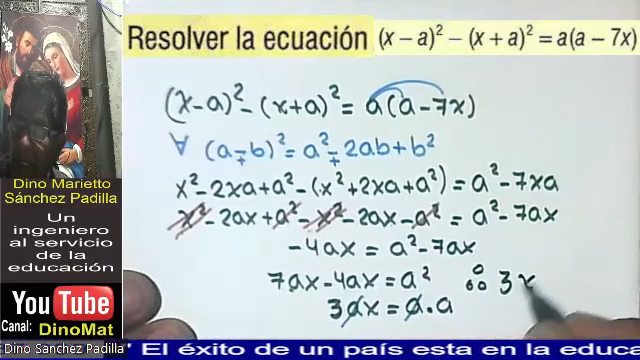 Resolver la ecuación (x – a)² – (x + a)² = a(a – 7x)
(x-a)² - (x+a)² = a(a-7x)
∀ (a∓b)² = a² ∓ 2ab + b²
x² - 2xa + a² - (x² + 2xa + a²) = a² - 7xa
x² - 2ax + a² - x² - 2ax - a² = a² - 7ax
-4ax = a² - 7ax
7ax - 4ax = a² ∴ 3x
3ax = a.a
Dino Marietto
Sánchez Padilla
Un
ingeniero
al servicio
de la
educación
You Tube
Canal: DinoMat
Dino Sanchez Padilla
" El éxito de un país esta en la educa